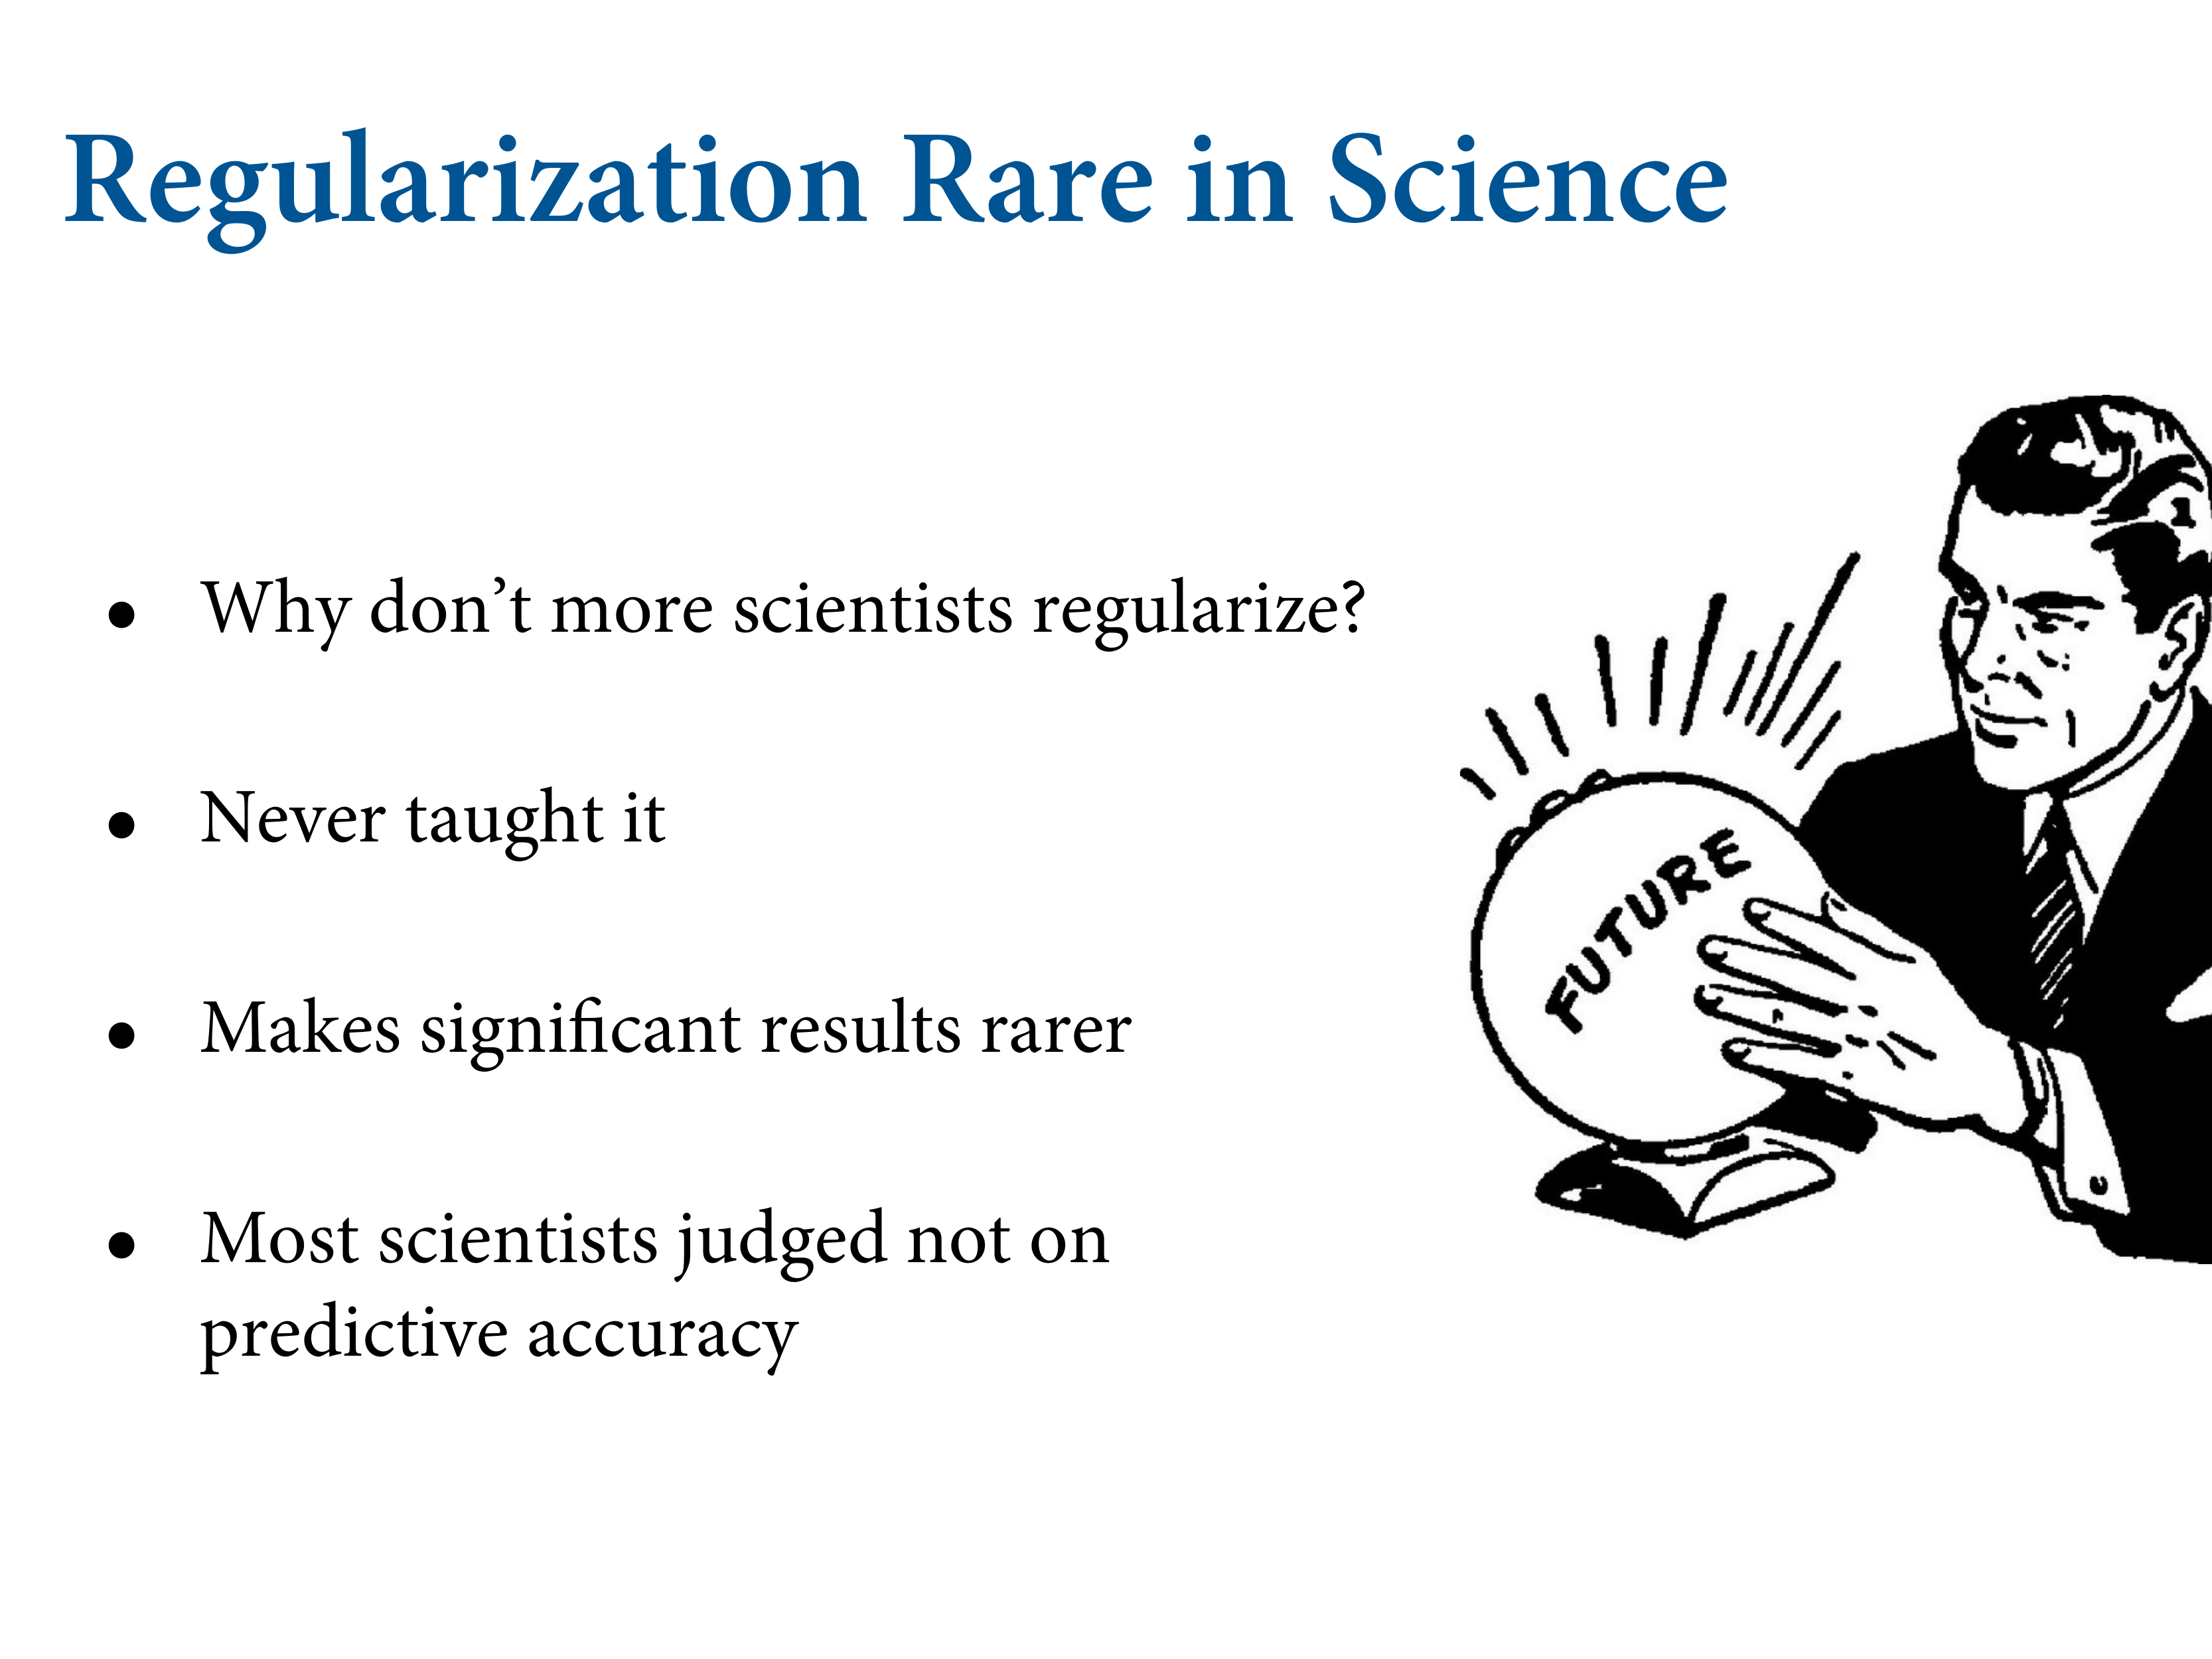 Regularization Rare in Science
• Why don’t more scientists regularize?
• Never taught it
• Makes significant results rarer
• Most scientists judged not on
predictive accuracy
FUTURE